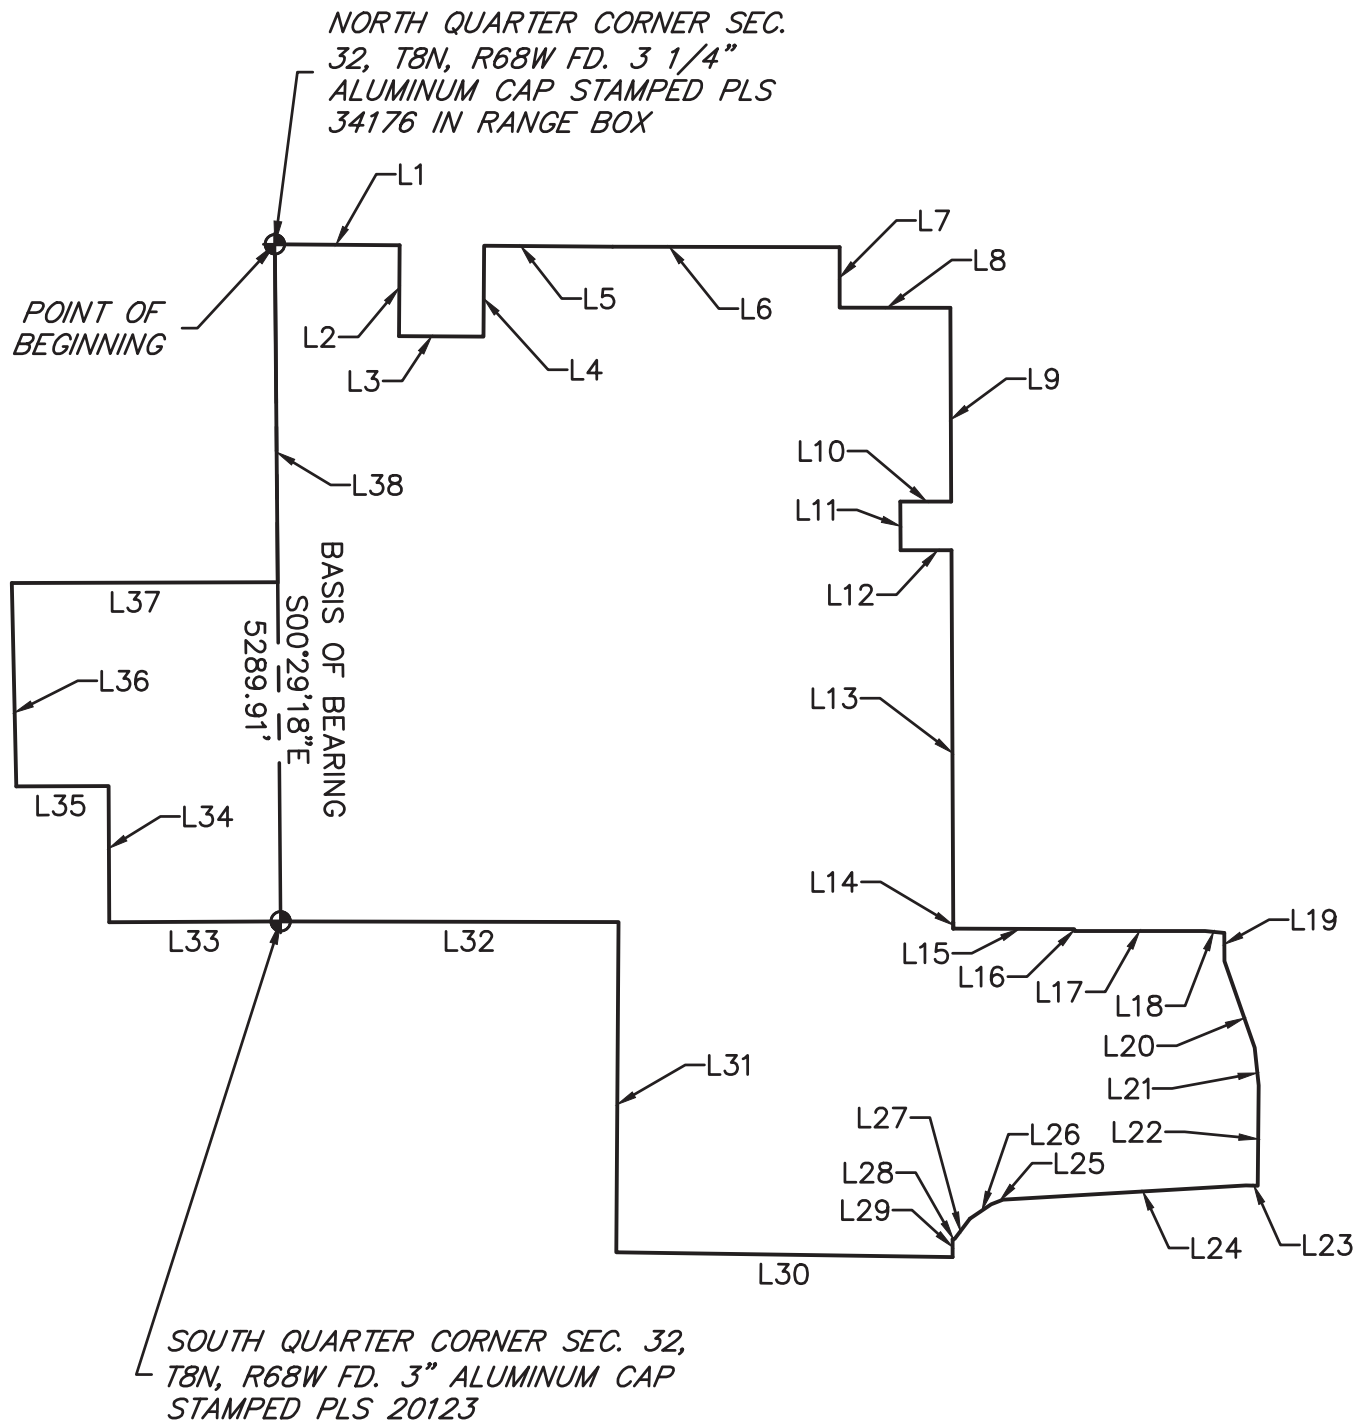 NORTH QUARTER CORNER SEC.
32, T8N, R68W FD. 3 1/4"
ALUMINUM CAP STAMPED PLS
34176 IN RANGE BOX
L1
L7
L8
POINT OF
BEGINNING
L2
L3
L4
L5
L6
L9
L10
L11
L12
L38
BASIS OF BEARING
S00°29'18"E
5289.91'
L37
L36
L35
L34
L33
L32
L13
L14
L15
L16
L17
L18
L19
L20
L21
L22
L31
L27
L26
L25
L28
L29
L24
L23
L30
SOUTH QUARTER CORNER SEC. 32,
T8N, R68W FD. 3" ALUMINUM CAP
STAMPED PLS 20123